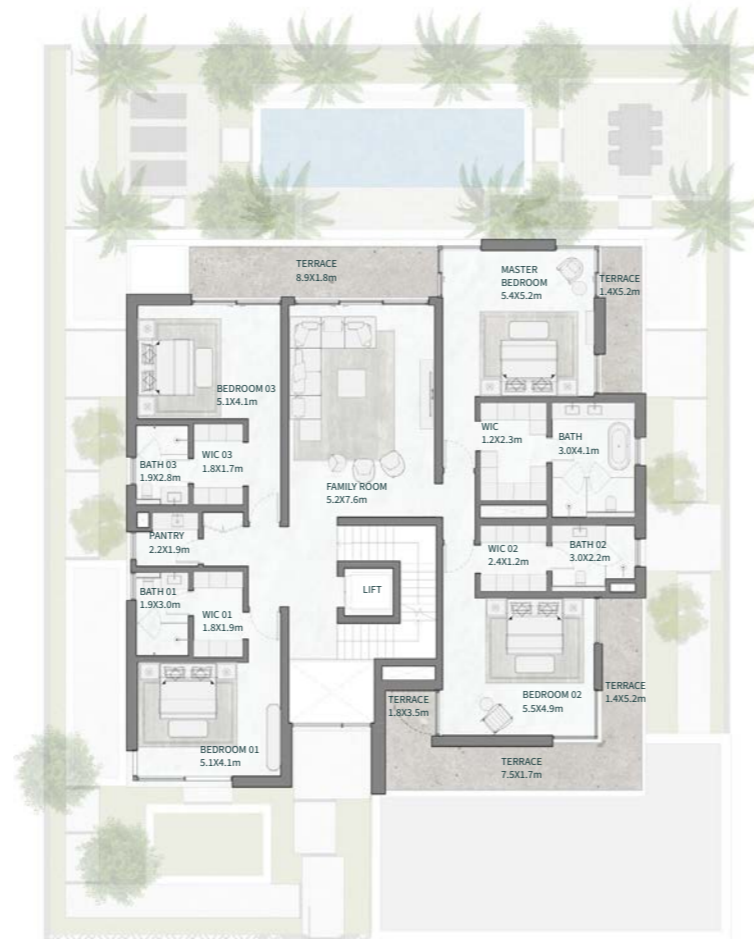 TERRACE
8.9X1.8m
MASTER
BEDROOM
5.4X5.2m
TERRACE
1.4X5.2m
BEDROOM 03
5.1X4.1m
WIC
1.2X2.3m
BATH
3.0X4.1m
BATH 03
1.9X2.8m
WIC 03
1.8X1.7m
FAMILY ROOM
5.2X7.6m
PANTRY
2.2X1.9m
WIC 02
2.4X1.2m
BATH 02
3.0X2.2m
BATH 01
1.9X3.0m
WIC 01
1.8X1.9m
LIFT
BEDROOM 02
5.5X4.9m
TERRACE
1.4X5.2m
TERRACE
1.8X3.5m
BEDROOM 01
5.1X4.1m
TERRACE
7.5X1.7m